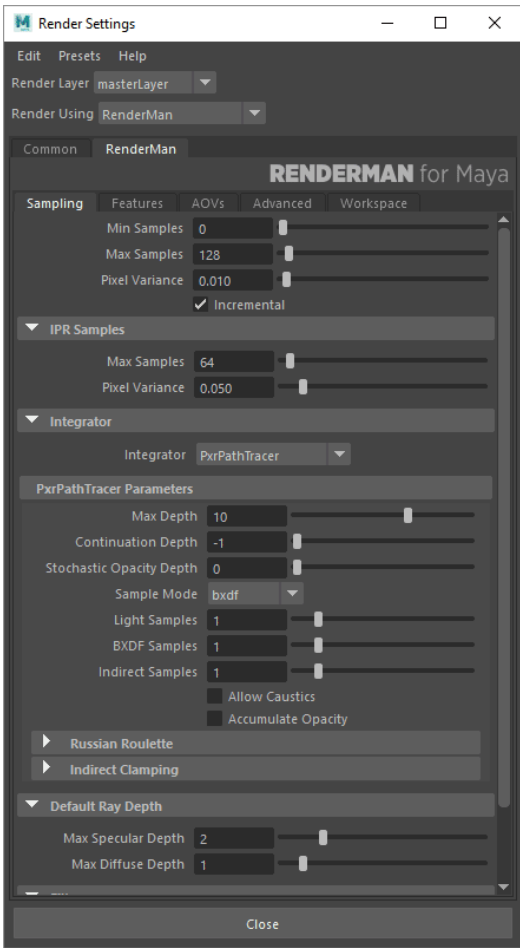 Render Settings
Edit Presets Help
Render Layer masterLayer
Render Using RenderMan
Common RenderMan
RENDERMAN for Maya
Sampling Features AOVs Advanced Workspace
Min Samples 0
Max Samples 128
Pixel Variance 0.010
Incremental
IPR Samples
Max Samples 64
Pixel Variance 0.050
Integrator
Integrator PxrPathTracer
PxrPathTracer Parameters
Max Depth 10
Continuation Depth -1
Stochastic Opacity Depth 0
Sample Mode bxdf
Light Samples 1
BXDF Samples 1
Indirect Samples 1
Allow Caustics
Accumulate Opacity
Russian Roulette
Indirect Clamping
Default Ray Depth
Max Specular Depth 2
Max Diffuse Depth 1
Close